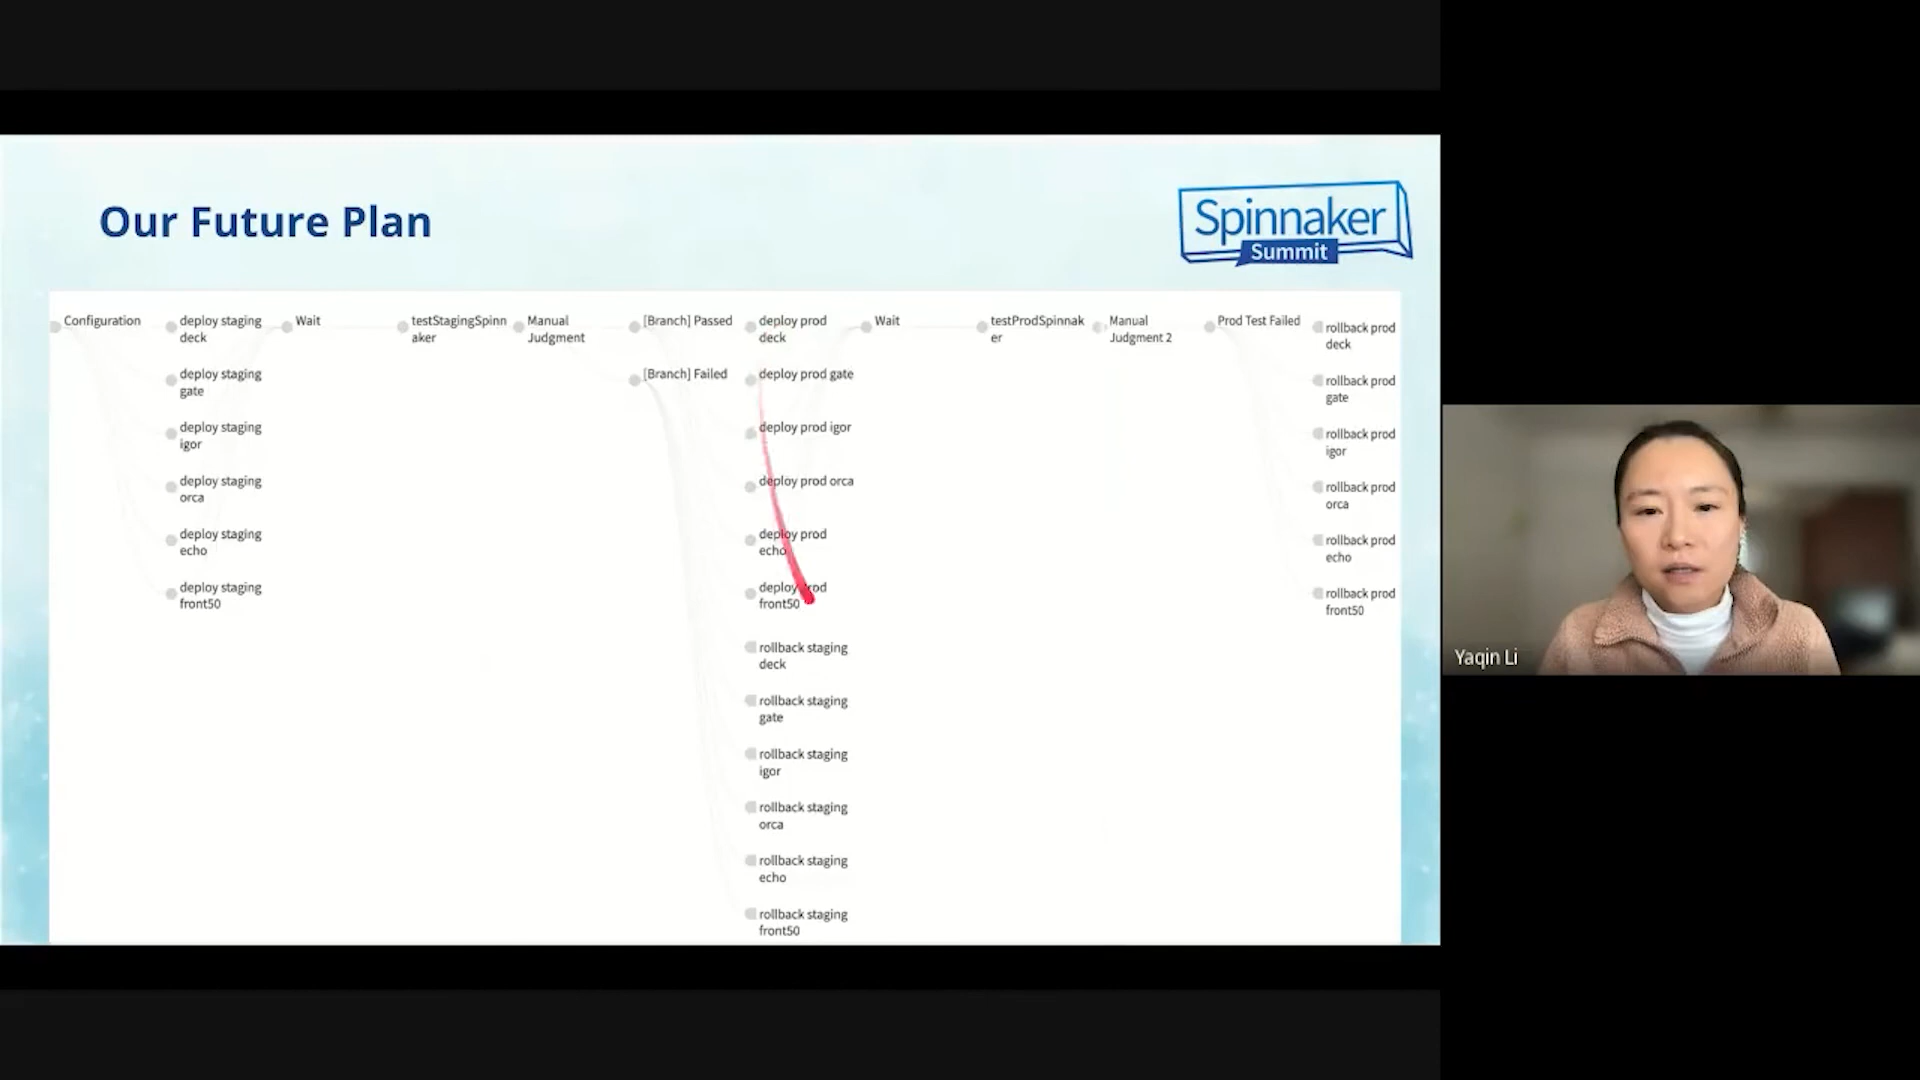 Our Future Plan
Spinnaker
Summit
Configuration
deploy staging
deck
Wait
testStagingSpinn
aker
Manual
Judgment
[Branch] Passed
deploy prod
deck
Wait
testProdSpinnak
er
Manual
Judgment 2
Prod Test Failed
rollback prod
deck
deploy staging
gate
[Branch] Failed
deploy prod gate
rollback prod
gate
deploy staging
igor
deploy prod igor
rollback prod
igor
deploy staging
orca
deploy prod orca
rollback prod
orca
deploy staging
echo
deploy prod
echo
rollback prod
echo
deploy staging
front50
deploy prod
front50
rollback prod
front50
rollback staging
deck
rollback staging
gate
rollback staging
igor
rollback staging
orca
rollback staging
echo
rollback staging
front50
Yaqin Li